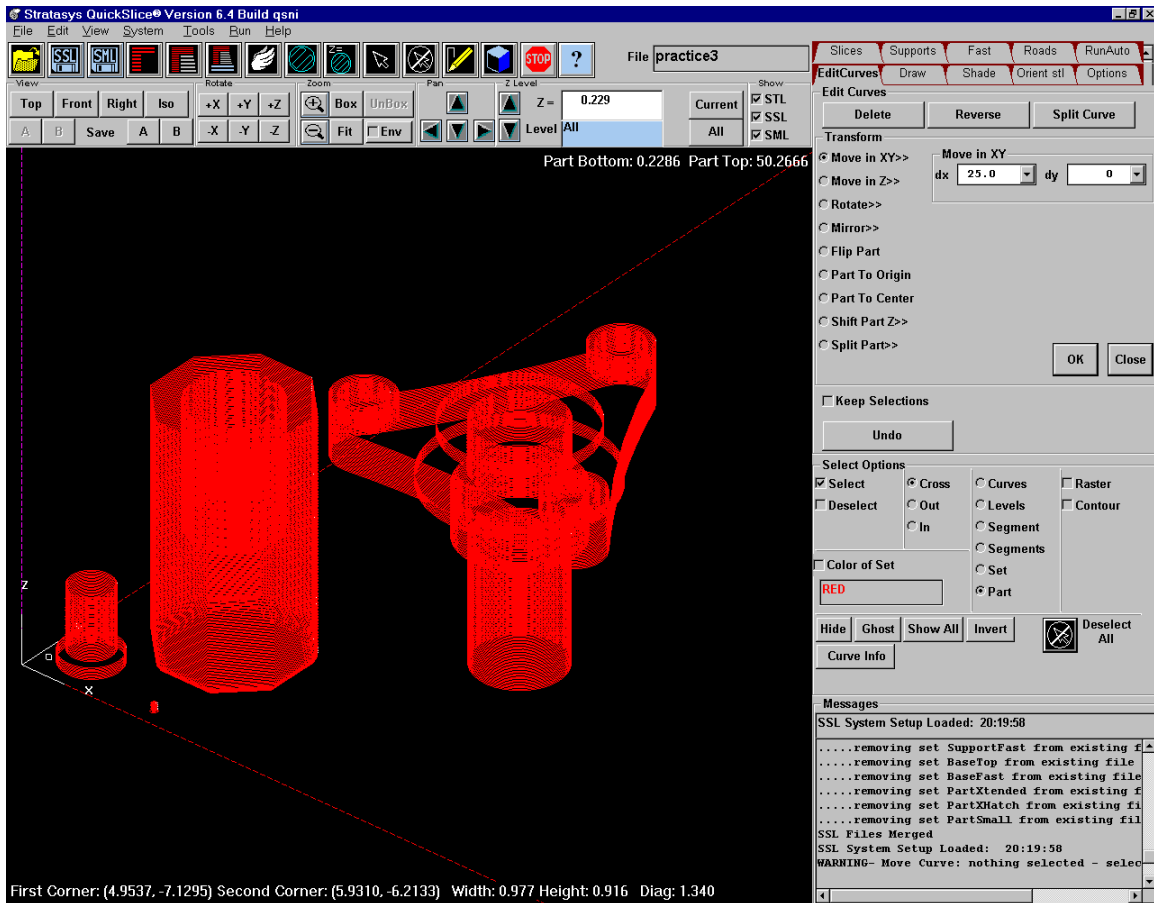 Stratasys QuickSlice® Version 6.4 Build qsni
File Edit View System Tools Run Help
SSL SML Z= STOP ? File practice3
View Rotate Zoom Pan Z Level Show
Top Front Right Iso +X +Y +Z Box UnBox Z = 0.229 Current STL
SSL
A B Save A B -X -Y -Z Fit Env Level All All SML
Part Bottom: 0.2286 Part Top: 50.2666
Z
X
First Corner: (4.9537, -7.1295) Second Corner: (5.9310, -6.2133) Width: 0.977 Height: 0.916 Diag: 1.340
Slices Supports Fast Roads RunAuto
EditCurves Draw Shade Orient stl Options
Edit Curves
Delete Reverse Split Curve
Transform
Move in XY>> Move in XY
dx 25.0 dy 0
Move in Z>>
Rotate>>
Mirror>>
Flip Part
Part To Origin
Part To Center
Shift Part Z>>
Split Part>>
OK Close
Keep Selections
Undo
Select Options
Select Cross Curves Raster
Deselect Out Levels Contour
In Segment
Segments
Color of Set Set
RED Part
Hide Ghost Show All Invert Deselect All
Curve Info
Messages
SSL System Setup Loaded: 20:19:58
.....removing set SupportFast from existing f
.....removing set BaseTop from existing file
.....removing set BaseFast from existing file
.....removing set PartXtended from existing f
.....removing set PartXHatch from existing fi
.....removing set PartSmall from existing fil
SSL Files Merged
SSL System Setup Loaded: 20:19:58
WARNING- Move Curve: nothing selected - selec